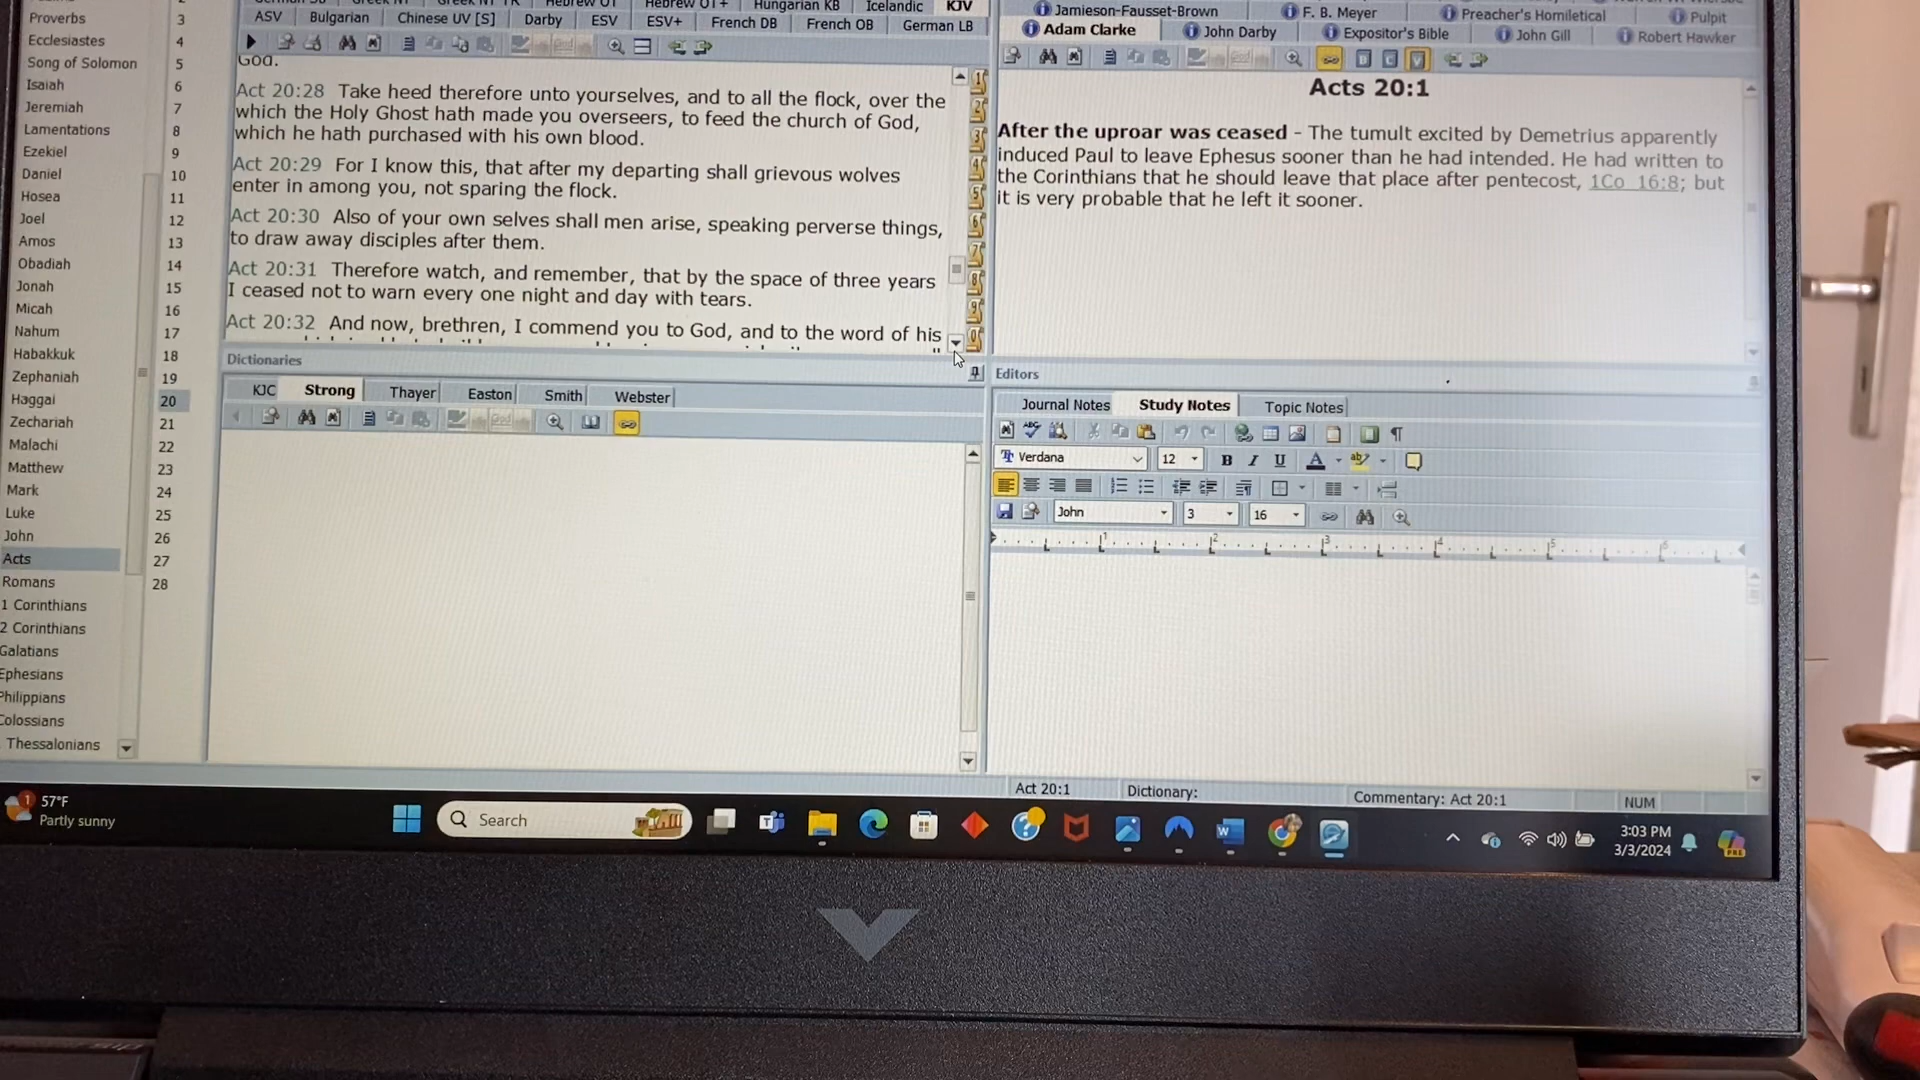 Proverbs
Ecclesiastes
Song of Solomon
Isaiah
Jeremiah
Lamentations
Ezekiel
Daniel
Hosea
Joel
Amos
Obadiah
Jonah
Micah
Nahum
Habakkuk
Zephaniah
Haggai
Zechariah
Malachi
Matthew
Mark
Luke
John
Acts
Romans
1 Corinthians
2 Corinthians
Galatians
Ephesians
Philippians
Colossians
Thessalonians
3
4
5
6
7
8
9
10
11
12
13
14
15
16
17
18
19
20
21
22
23
24
25
26
27
28
Hungarian KB Icelandic KJV
ASV Bulgarian Chinese UV [S] Darby ESV ESV+ French DB French OB German LB
God.
Act 20:28 Take heed therefore unto yourselves, and to all the flock, over the
which the Holy Ghost hath made you overseers, to feed the church of God,
which he hath purchased with his own blood.
Act 20:29 For I know this, that after my departing shall grievous wolves
enter in among you, not sparing the flock.
Act 20:30 Also of your own selves shall men arise, speaking perverse things,
to draw away disciples after them.
Act 20:31 Therefore watch, and remember, that by the space of three years
I ceased not to warn every one night and day with tears.
Act 20:32 And now, brethren, I commend you to God, and to the word of his
Jamieson-Fausset-Brown F. B. Meyer Preacher's Homiletical Pulpit
Adam Clarke John Darby Expositor's Bible John Gill Robert Hawker
D C V
Acts 20:1
After the uproar was ceased - The tumult excited by Demetrius apparently
induced Paul to leave Ephesus sooner than he had intended. He had written to
the Corinthians that he should leave that place after pentecost, 1Co 16:8; but
it is very probable that he left it sooner.
Dictionaries
KJC Strong Thayer Easton Smith Webster
Editors
Journal Notes Study Notes Topic Notes
Verdana 12 B I U A ab
John 3 16
1 2 3 4 5 6
Act 20:1 Dictionary: Commentary: Act 20:1 NUM
1
57°F
Partly sunny
Search
3:03 PM
3/3/2024